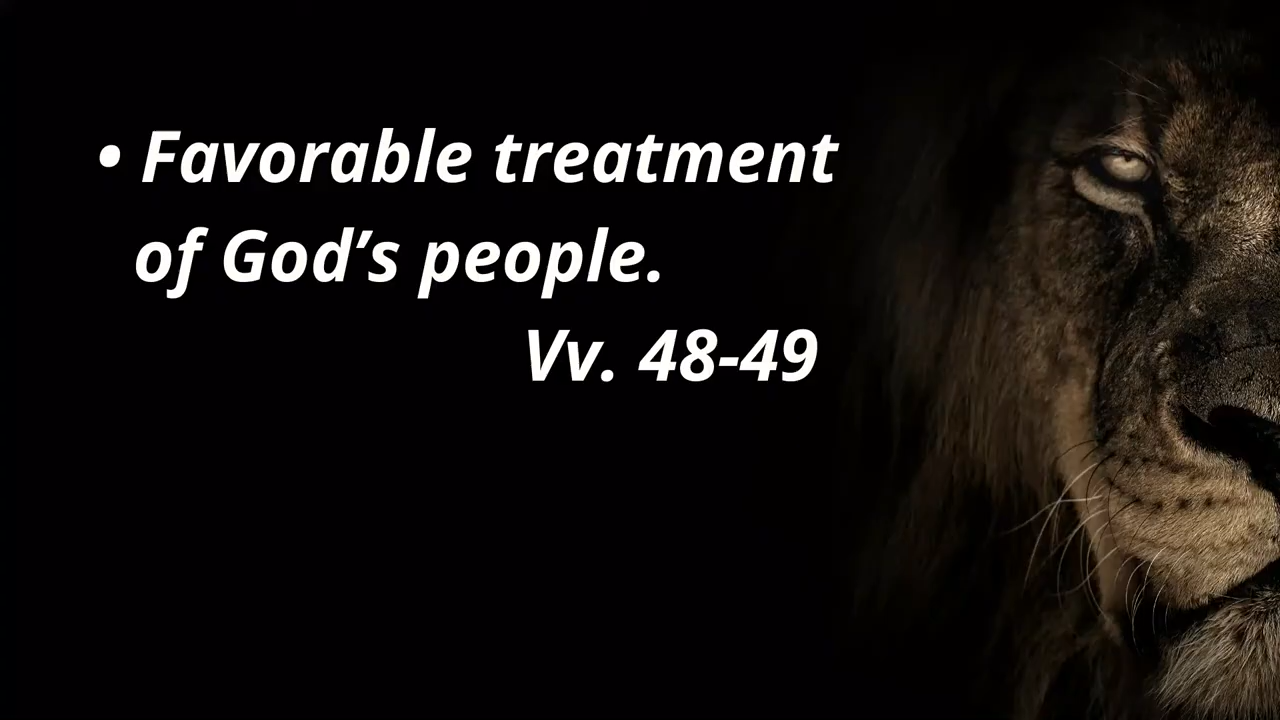 • Favorable treatment
of God’s people.
Vv. 48-49